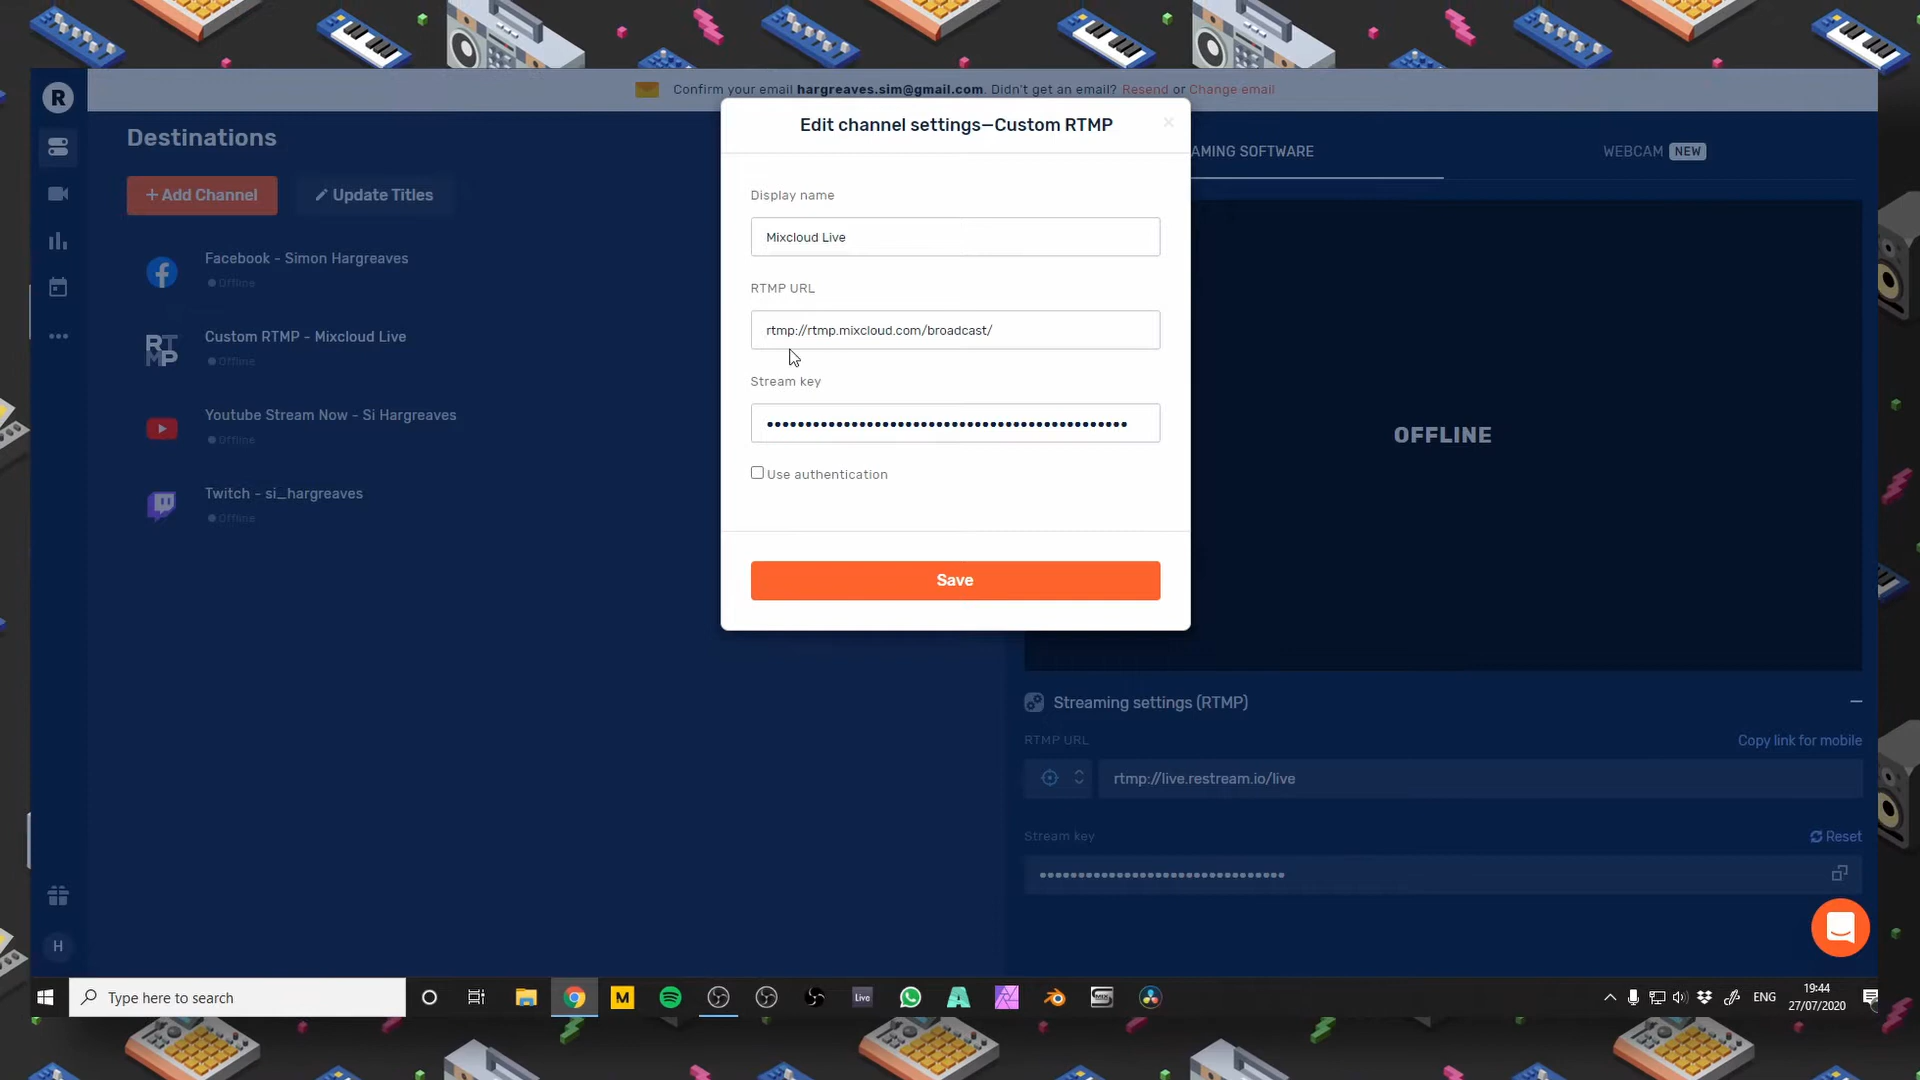 R
Confirm your email hargreaves.sim@gmail.com. Didn't get an email? Resend or Change email
Destinations
+ Add Channel
Update Titles
Facebook - Simon Hargreaves
Offline
RTMP
Custom RTMP - Mixcloud Live
Offline
Youtube Stream Now - Si Hargreaves
Offline
Twitch - si_hargreaves
Offline
H
Edit channel settings—Custom RTMP
×
Display name
Mixcloud Live
RTMP URL
rtmp://rtmp.mixcloud.com/broadcast/
Stream key
••••••••••••••••••••••••••••••••••••••••••••••••
Use authentication
Save
AMING SOFTWARE
WEBCAM NEW
OFFLINE
Streaming settings (RTMP)
RTMP URL
Copy link for mobile
rtmp://live.restream.io/live
Stream key
Reset
••••••••••••••••••••••••••••••••
Type here to search
M
Live
MIX
ENG
19:44
27/07/2020